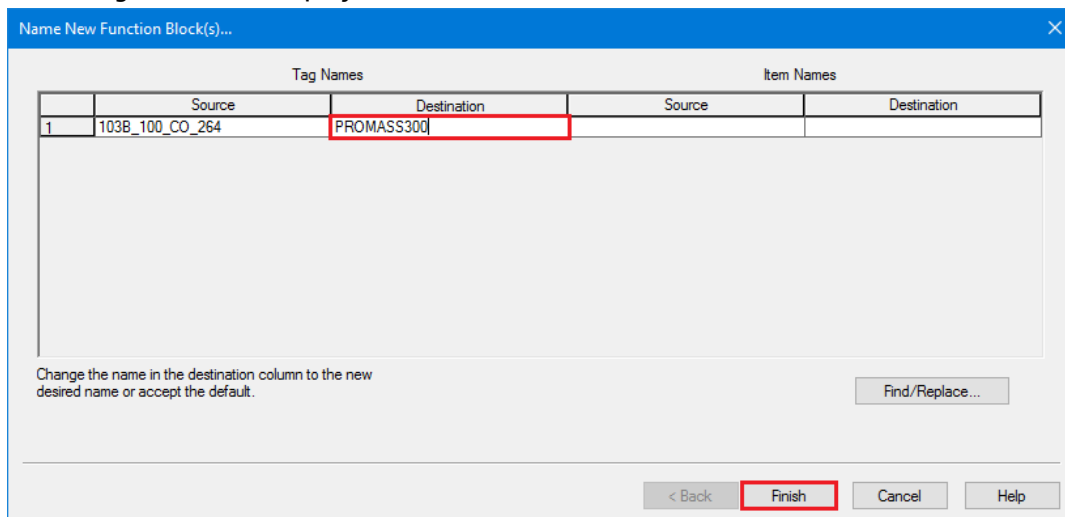 Name New Function Block(s)...
Tag Names Item Names
Source Destination Source Destination
1 103B_100_CO_264 PROMASS300
Change the name in the destination column to the new
desired name or accept the default.
Find/Replace...
< Back Finish Cancel Help